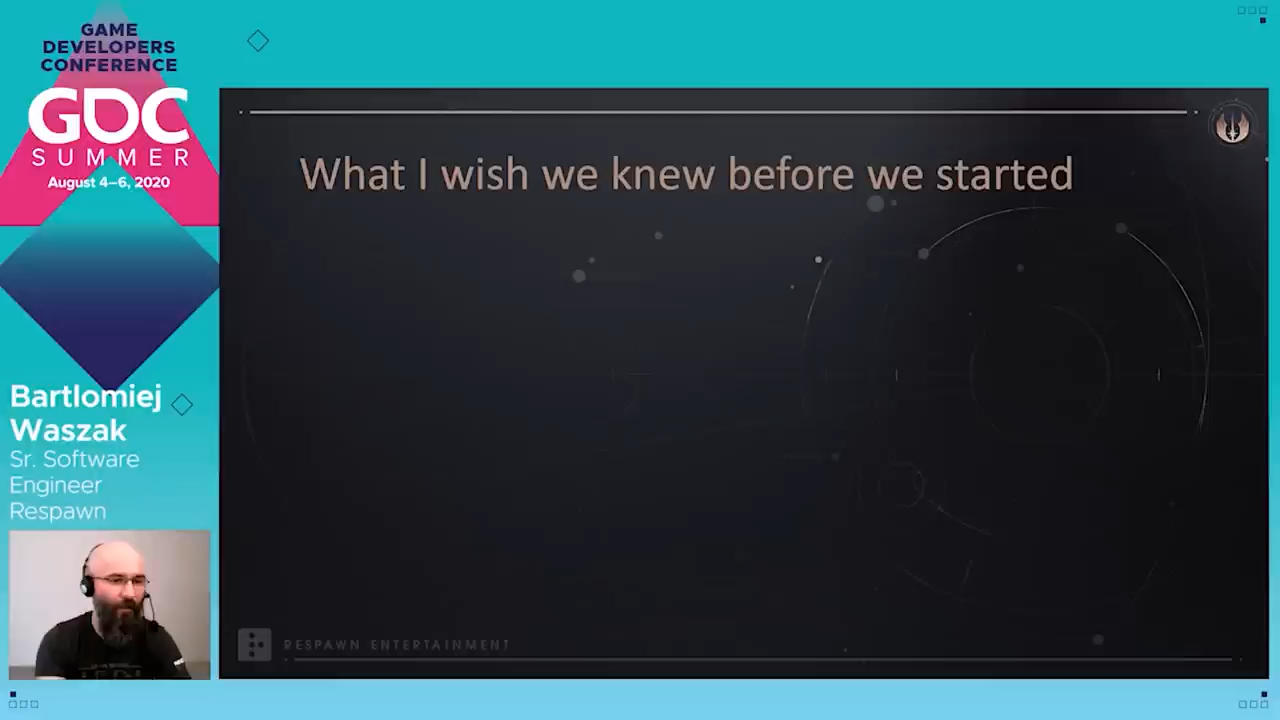 GAME
DEVELOPERS
CONFERENCE
GDC
SUMMER
August 4–6, 2020
What I wish we knew before we started
Bartlomiej
Waszak
Sr. Software
Engineer
Respawn
RESPAWN ENTERTAINMENT